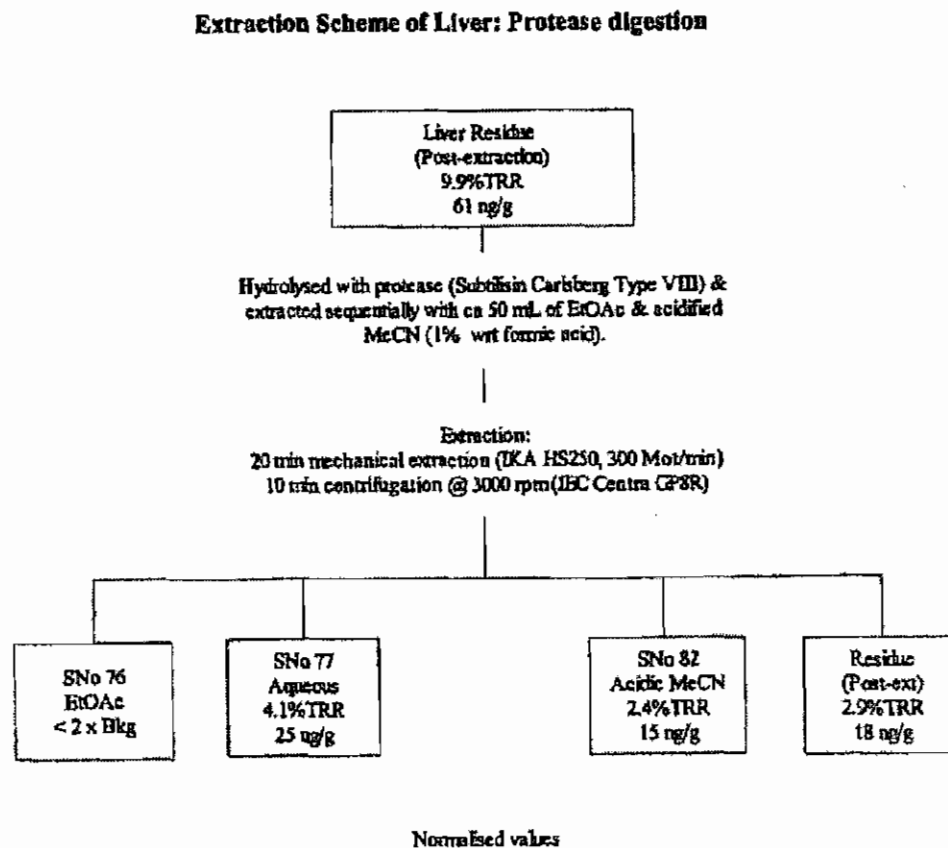 Extraction Scheme of Liver: Protease digestion
Liver Residue
(Post-extraction)
9.9%TRR
61 ng/g
Hydrolysed with protease (Subtilisin Carlsberg Type VIII) &
extracted sequentially with ca 50 mL of EtOAc & acidified
MeCN (1% wrt formic acid).
Extraction:
20 min mechanical extraction (IKA HS250, 300 Mot/min)
10 min centrifugation @ 3000 rpm(IEC Centra GP8R)
SNo 76
EtOAc
< 2 x Bkg
SNo 77
Aqueous
4.1%TRR
25 ng/g
SNo 82
Acidic MeCN
2.4%TRR
15 ng/g
Residue
(Post-ext)
2.9%TRR
18 ng/g
Normalised values